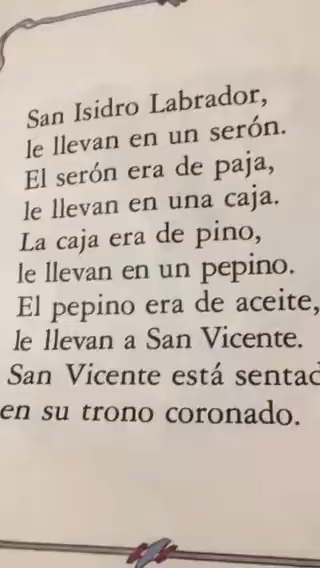 San Isidro Labrador,
le llevan en un serón.
El serón era de paja,
le llevan en una caja.
La caja era de pino,
le llevan en un pepino.
El pepino era de aceite,
le llevan a San Vicente.
San Vicente está sentad
en su trono coronado.